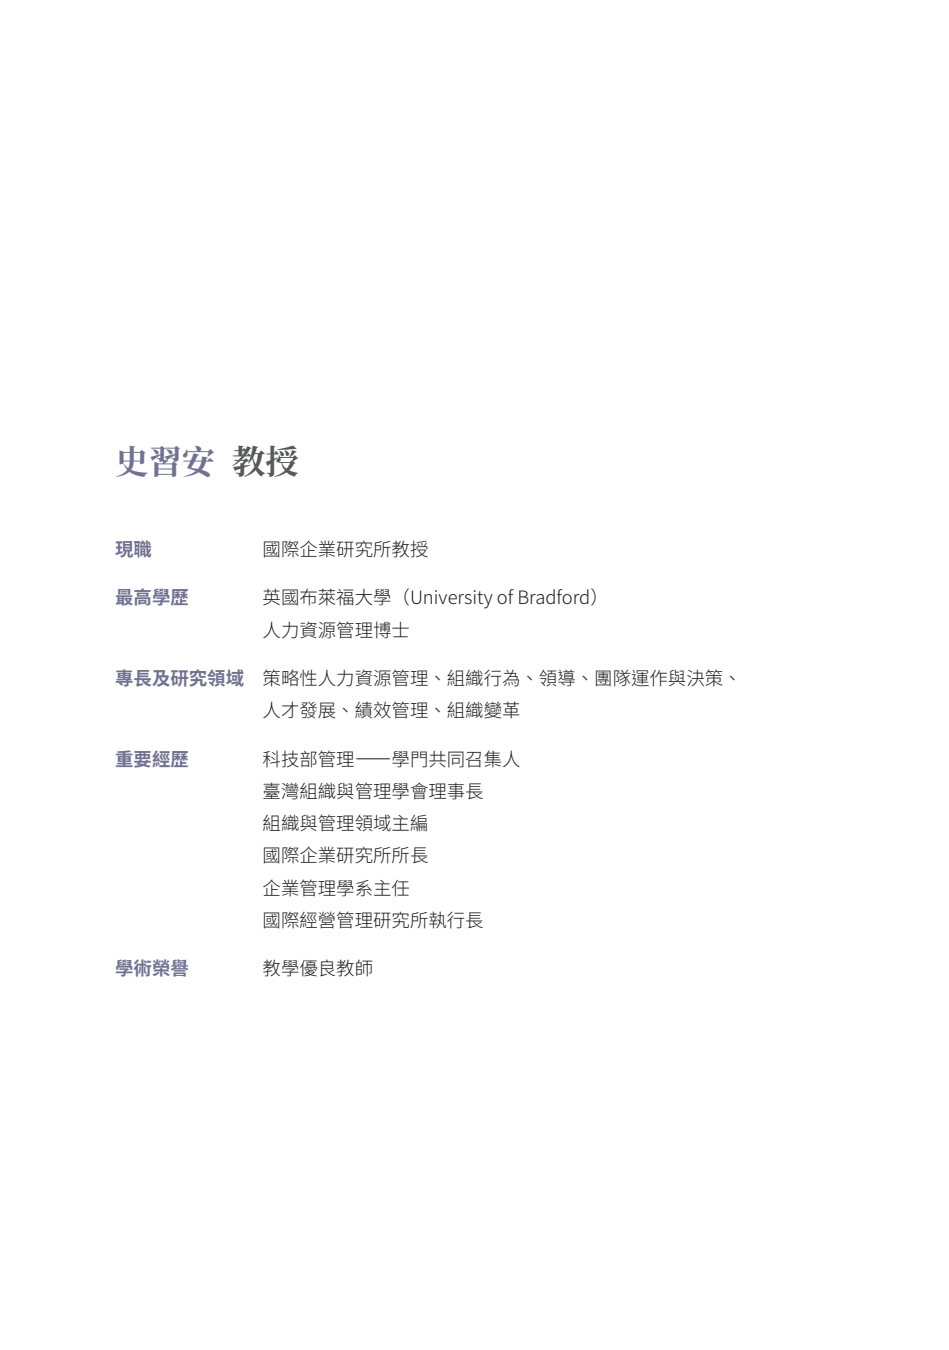 史習安 教授
現職 國際企業研究所教授
最高學歷 英國布萊福大學（University of Bradford）
人力資源管理博士
專長及研究領域 策略性人力資源管理、組織行為、領導、團隊運作與決策、
人才發展、績效管理、組織變革
重要經歷 科技部管理——學門共同召集人
臺灣組織與管理學會理事長
組織與管理領域主編
國際企業研究所所長
企業管理學系主任
國際經營管理研究所執行長
學術榮譽 教學優良教師